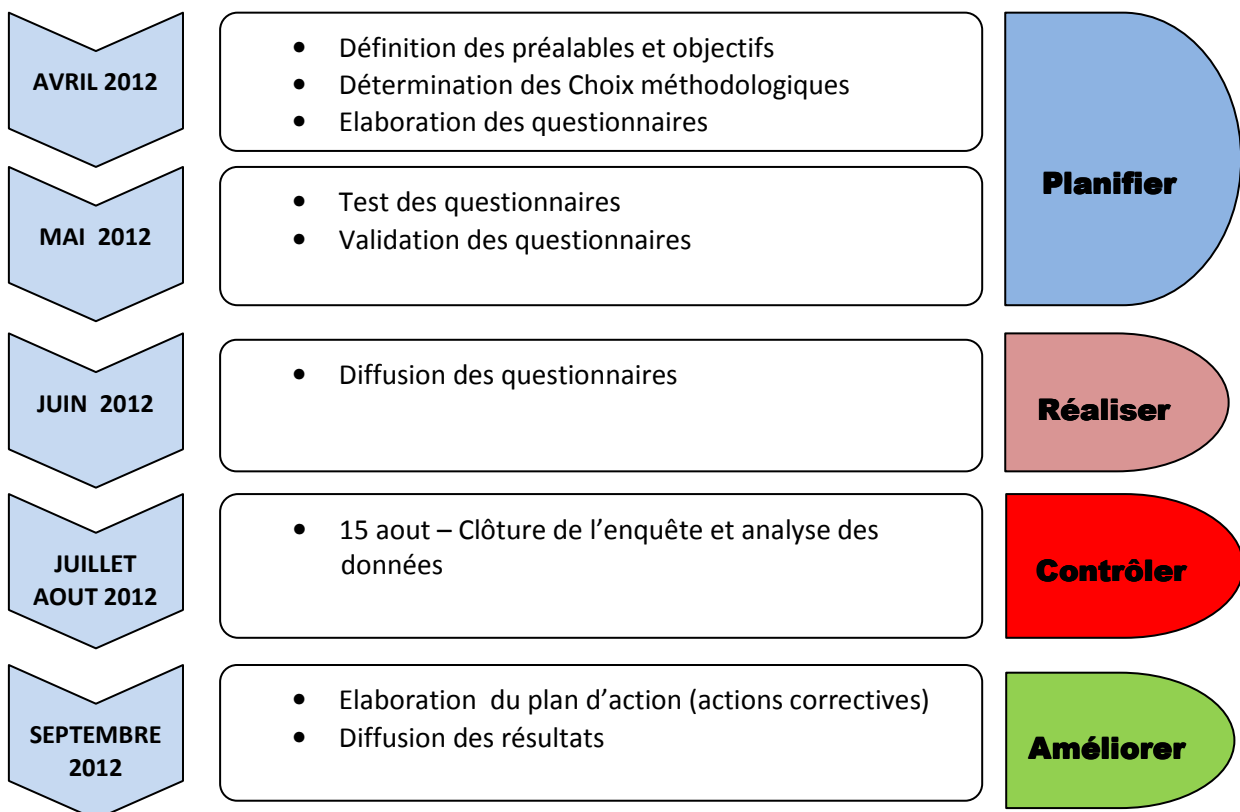 AVRIL 2012
• Définition des préalables et objectifs
• Détermination des Choix méthodologiques
• Elaboration des questionnaires
Planifier
MAI 2012
• Test des questionnaires
• Validation des questionnaires
JUIN 2012
• Diffusion des questionnaires
Réaliser
JUILLET
AOUT 2012
• 15 aout – Clôture de l’enquête et analyse des
données
Contrôler
SEPTEMBRE
2012
• Elaboration du plan d’action (actions correctives)
• Diffusion des résultats
Améliorer